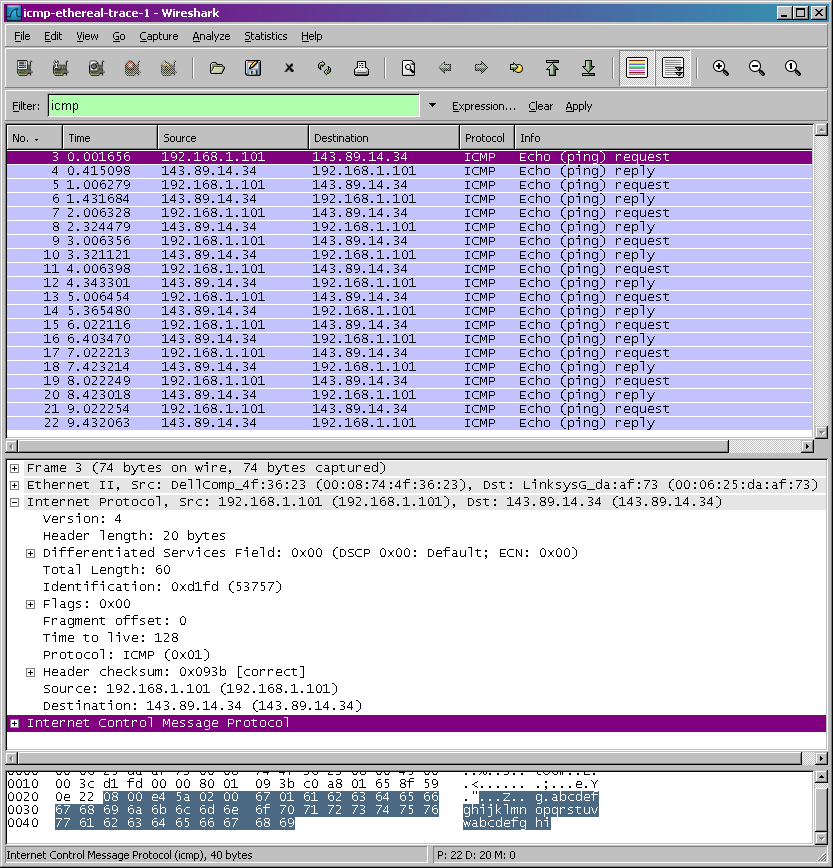 icmp-ethereal-trace-1 - Wireshark
File Edit View Go Capture Analyze Statistics Help
Filter: icmp Expression... Clear Apply
No. Time Source Destination Protocol Info
3 0.001656 192.168.1.101 143.89.14.34 ICMP Echo (ping) request
4 0.415098 143.89.14.34 192.168.1.101 ICMP Echo (ping) reply
5 1.006279 192.168.1.101 143.89.14.34 ICMP Echo (ping) request
6 1.431684 143.89.14.34 192.168.1.101 ICMP Echo (ping) reply
7 2.006328 192.168.1.101 143.89.14.34 ICMP Echo (ping) request
8 2.324479 143.89.14.34 192.168.1.101 ICMP Echo (ping) reply
9 3.006356 192.168.1.101 143.89.14.34 ICMP Echo (ping) request
10 3.321121 143.89.14.34 192.168.1.101 ICMP Echo (ping) reply
11 4.006398 192.168.1.101 143.89.14.34 ICMP Echo (ping) request
12 4.343301 143.89.14.34 192.168.1.101 ICMP Echo (ping) reply
13 5.006454 192.168.1.101 143.89.14.34 ICMP Echo (ping) request
14 5.365480 143.89.14.34 192.168.1.101 ICMP Echo (ping) reply
15 6.022116 192.168.1.101 143.89.14.34 ICMP Echo (ping) request
16 6.403470 143.89.14.34 192.168.1.101 ICMP Echo (ping) reply
17 7.022213 192.168.1.101 143.89.14.34 ICMP Echo (ping) request
18 7.423214 143.89.14.34 192.168.1.101 ICMP Echo (ping) reply
19 8.022249 192.168.1.101 143.89.14.34 ICMP Echo (ping) request
20 8.423018 143.89.14.34 192.168.1.101 ICMP Echo (ping) reply
21 9.022254 192.168.1.101 143.89.14.34 ICMP Echo (ping) request
22 9.432063 143.89.14.34 192.168.1.101 ICMP Echo (ping) reply
Frame 3 (74 bytes on wire, 74 bytes captured)
Ethernet II, Src: DellComp_4f:36:23 (00:08:74:4f:36:23), Dst: LinksysG_da:af:73 (00:06:25:da:af:73)
Internet Protocol, Src: 192.168.1.101 (192.168.1.101), Dst: 143.89.14.34 (143.89.14.34)
Version: 4
Header length: 20 bytes
Differentiated Services Field: 0x00 (DSCP 0x00: Default; ECN: 0x00)
Total Length: 60
Identification: 0xd1fd (53757)
Flags: 0x00
Fragment offset: 0
Time to live: 128
Protocol: ICMP (0x01)
Header checksum: 0x093b [correct]
Source: 192.168.1.101 (192.168.1.101)
Destination: 143.89.14.34 (143.89.14.34)
Internet Control Message Protocol
0010 00 3c d1 fd 00 00 80 01 09 3b c0 a8 01 65 8f 59 .<...... .;...e.Y
0020 0e 22 08 00 e4 5a 02 00 67 01 61 62 63 64 65 66 ."...Z.. g.abcdef
0030 67 68 69 6a 6b 6c 6d 6e 6f 70 71 72 73 74 75 76 ghijklmn opqrstuv
0040 77 61 62 63 64 65 66 67 68 69 wabcdefg hi
Internet Control Message Protocol (icmp), 40 bytes P: 22 D: 20 M: 0